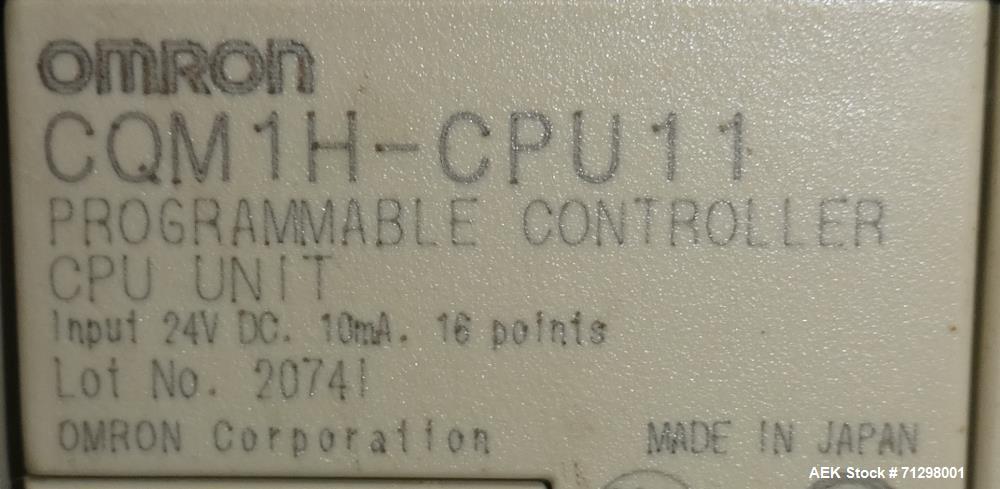 OMRON
CQM1H-CPU11
PROGRAMMABLE CONTROLLER
CPU UNIT
Input 24V DC. 10mA. 16 points
Lot No. 20741
OMRON Corporation MADE IN JAPAN
AEK Stock # 71298001